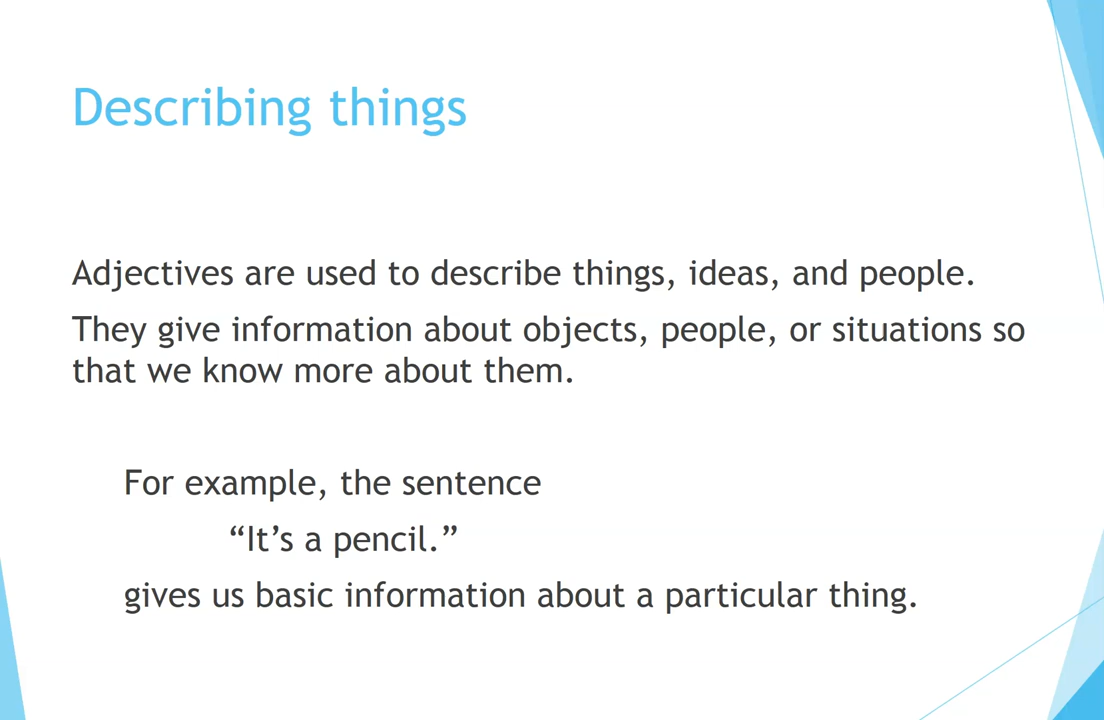 Describing things
Adjectives are used to describe things, ideas, and people.
They give information about objects, people, or situations so
that we know more about them.
For example, the sentence
“It’s a pencil.”
gives us basic information about a particular thing.